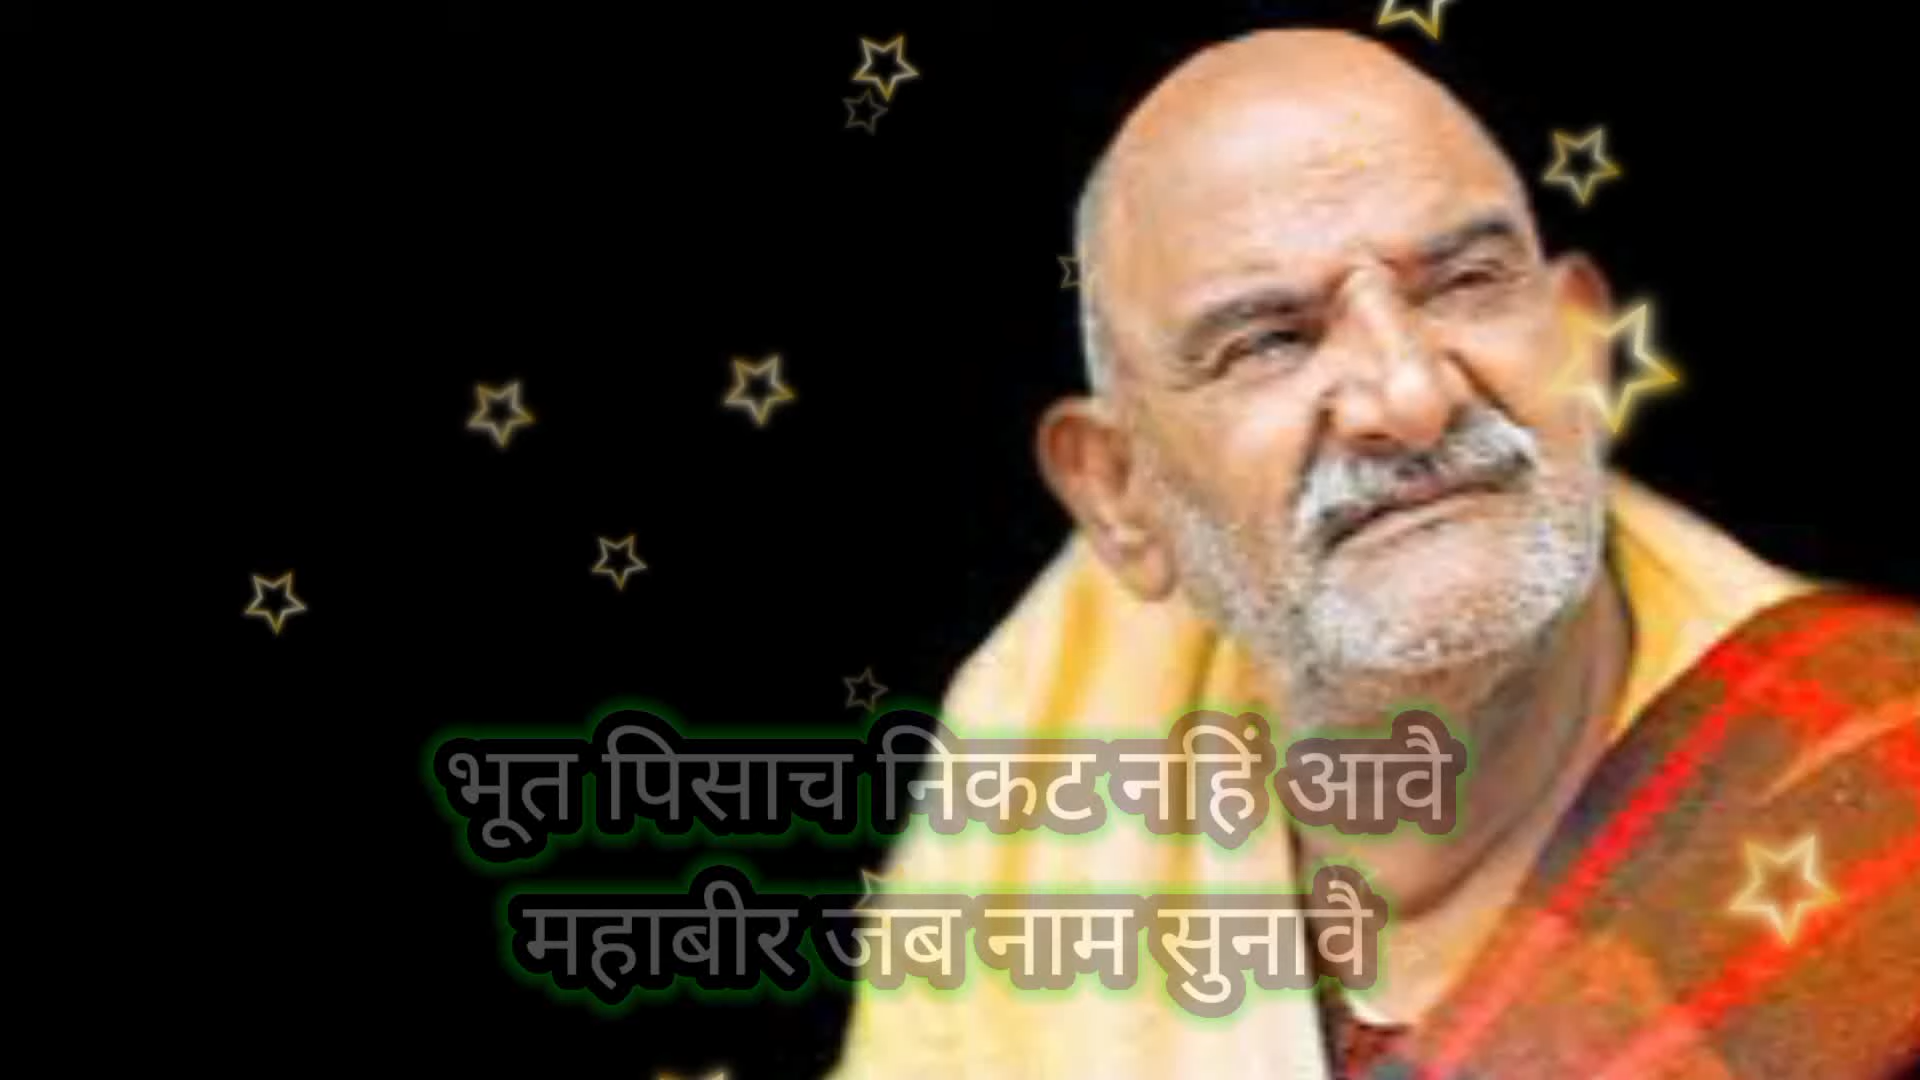 भूत पिसाच निकट नहिं आवै
महाबीर जब नाम सुनावै